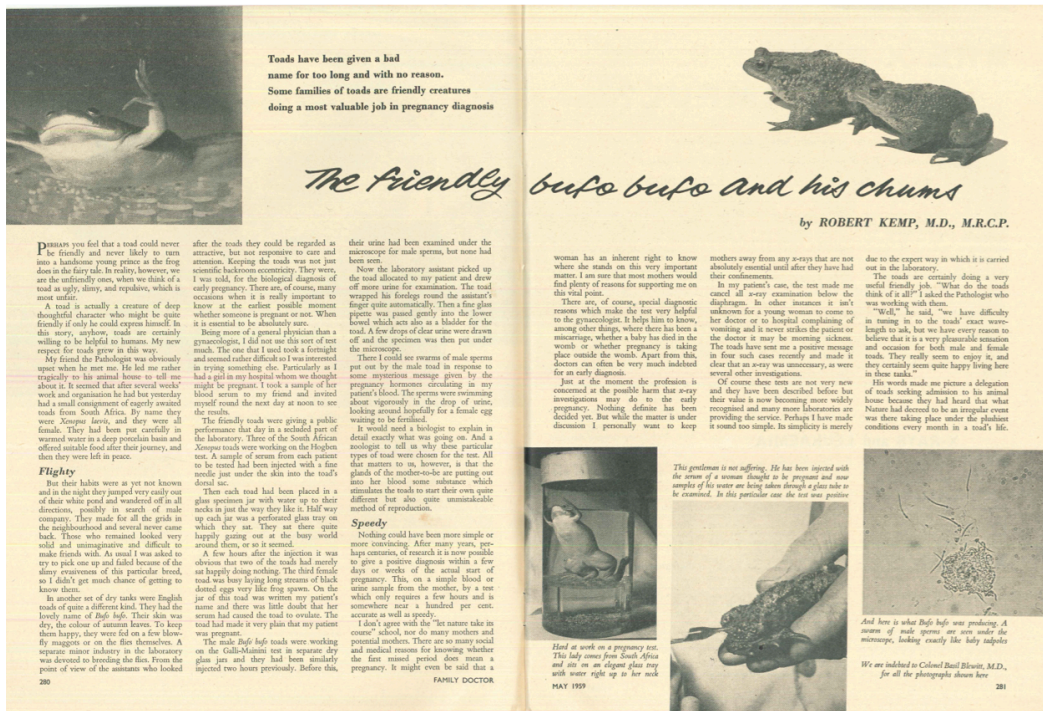 Toads have been given a bad
name for too long and with no reason.
Some families of toads are friendly creatures
doing a most valuable job in pregnancy diagnosis
The friendly bufo bufo and his chums
by ROBERT KEMP, M.D., M.R.C.P.
PERHAPS you feel that a toad could never
be friendly and never likely to turn
into a handsome young prince as the frog
does in the fairy tale. In reality, however, we
are the unfriendly ones, when we think of a
toad as ugly, slimy, and repulsive, which is
most unfair.
A toad is actually a creature of deep
thoughtful character who might be quite
friendly if only he could express himself. In
this story, anyhow, toads are certainly
willing to be helpful to humans. My new
respect for toads grew in this way.
My friend the Pathologist was obviously
upset when he met me. He led me rather
tragically to his animal house to tell me
about it. It seemed that after several weeks'
work and organisation he had but yesterday
had a small consignment of eagerly awaited
toads from South Africa. By name they
were Xenopus laevis, and they were all
female. They had been put carefully in
warmed water in a deep porcelain basin and
offered suitable food after their journey, and
then they were left in peace.
Flighty
But their habits were as yet not known
and in the night they jumped very easily out
of their white pond and wandered off in all
directions, possibly in search of male
company. They made for all the grids in
the neighbourhood and several never came
back. Those who remained looked very
solid and unimaginative and difficult to
make friends with. As usual I was asked to
try to pick one up and failed because of the
slimy evasiveness of this particular breed,
so I didn't get much chance of getting to
know them.
In another set of dry tanks were English
toads of quite a different kind. They had the
lovely name of Bufo bufo. Their skin was
dry, the colour of autumn leaves. To keep
them happy, they were fed on a few blow-
fly maggots or on the flies themselves. A
separate minor industry in the laboratory
was devoted to breeding the flies. From the
point of view of the assistants who looked
after the toads they could be regarded as
attractive, but not responsive to care and
attention. Keeping the toads was not just
scientific backroom eccentricity. They were,
I was told, for the biological diagnosis of
early pregnancy. There are, of course, many
occasions when it is really important to
know at the earliest possible moment
whether someone is pregnant or not. When
it is essential to be absolutely sure.
Being more of a general physician than a
gynaecologist, I did not use this sort of test
much. The one that I used took a fortnight
and seemed rather difficult so I was interested
in trying something else. Particularly as I
had a girl in my hospital whom we thought
might be pregnant. I took a sample of her
blood serum to my friend and invited
myself round the next day at noon to see
the results.
The friendly toads were giving a public
performance that day in a secluded part of
the laboratory. Three of the South African
Xenopus toads were working on the Hogben
test. A sample of serum from each patient
to be tested had been injected with a fine
needle just under the skin into the toad's
dorsal sac.
Then each toad had been placed in a
glass specimen jar with water up to their
necks in just the way they like it. Half way
up each jar was a perforated glass tray on
which they sat. They sat there quite
happily gazing out at the busy world
around them, or so it seemed.
A few hours after the injection it was
obvious that two of the toads had merely
sat happily doing nothing. The third female
toad was busy laying long streams of black
dotted eggs very like frog spawn. On the
jar of this toad was written my patient's
name and there was little doubt that her
serum had caused the toad to ovulate. The
toad had made it very plain that my patient
was pregnant.
The male Bufo bufo toads were working
on the Galli-Mainini test in separate dry
glass jars and they had been similarly
injected two hours previously. Before this,
their urine had been examined under the
microscope for male sperms, but none had
been seen.
Now the laboratory assistant picked up
the toad allocated to my patient and drew
off more urine for examination. The toad
wrapped his forelegs round the assistant's
finger quite automatically. Then a fine glass
pipette was passed gently into the lower
bowel which acts also as a bladder for the
toad. A few drops of clear urine were drawn
off and the specimen was then put under
the microscope.
There I could see swarms of male sperms
put out by the male toad in response to
some mysterious message given by the
pregnancy hormones circulating in my
patient's blood. The sperms were swimming
about vigorously in the drop of urine,
looking around hopefully for a female egg
waiting to be fertilised.
It would need a biologist to explain in
detail exactly what was going on. And a
zoologist to tell us why these particular
types of toad were chosen for the test. All
that matters to us, however, is that the
glands of the mother-to-be are putting out
into her blood some substance which
stimulates the toads to start their own quite
different but also quite unmistakeable
method of reproduction.
Speedy
Nothing could have been more simple or
more convincing. After many years, per-
haps centuries, of research it is now possible
to give a positive diagnosis within a few
days or weeks of the actual start of
pregnancy. This, on a simple blood or
urine sample from the mother, by a test
which only requires a few hours and is
somewhere near a hundred per cent.
accurate as well as speedy.
I don't agree with the "let nature take its
course" school, nor do many mothers and
potential mothers. There are so many social
and medical reasons for knowing whether
the first missed period does mean a
pregnancy. It might even be said that a
280
FAMILY DOCTOR
woman has an inherent right to know
where she stands on this very important
matter. I am sure that most mothers would
find plenty of reasons for supporting me on
this vital point.
There are, of course, special diagnostic
reasons which make the test very helpful
to the gynaecologist. It helps him to know,
among other things, where there has been a
miscarriage, whether a baby has died in the
womb or whether pregnancy is taking
place outside the womb. Apart from this,
doctors can often be very much indebted
for an early diagnosis.
Just at the moment the profession is
concerned at the possible harm that x-ray
investigations may do to the early
pregnancy. Nothing definite has been
decided yet. But while the matter is under
discussion I personally want to keep
mothers away from any x-rays that are not
absolutely essential until after they have had
their confinements.
In my patient's case, the test made me
cancel all x-ray examination below the
diaphragm. In other instances it isn't
unknown for a young woman to come to
her doctor or to hospital complaining of
vomiting and it never strikes the patient or
the doctor it may be morning sickness.
The toads have sent me a positive message
in four such cases recently and made it
clear that an x-ray was unnecessary, as were
several other investigations.
Of course these tests are not very new
and they have been described before but
their value is now becoming more widely
recognised and many more laboratories are
providing the service. Perhaps I have made
it sound too simple. Its simplicity is merely
due to the expert way in which it is carried
out in the laboratory.
The toads are certainly doing a very
useful friendly job. "What do the toads
think of it all?" I asked the Pathologist who
was working with them.
"Well," he said, "we have difficulty
in tuning in to the toads' exact wave-
length to ask, but we have every reason to
believe that it is a very pleasurable sensation
and occasion for both male and female
toads. They really seem to enjoy it, and
they certainly seem quite happy living here
in these tanks."
His words made me picture a delegation
of toads seeking admission to his animal
house because they had heard that what
Nature had decreed to be an irregular event
was there taking place under the plushiest
conditions every month in a toad's life.
This gentleman is not suffering. He has been injected with
the serum of a woman thought to be pregnant and now
samples of his water are being taken through a glass tube to
be examined. In this particular case the test was positive
Hard at work on a pregnancy test.
This lady comes from South Africa
and sits on an elegant glass tray
with water right up to her neck
And here is what Bufo bufo was producing. A
swarm of male sperms are seen under the
microscope, looking exactly like baby tadpoles
We are indebted to Colonel Basil Blewitt, M.D.,
for all the photographs shown here
MAY 1959
281